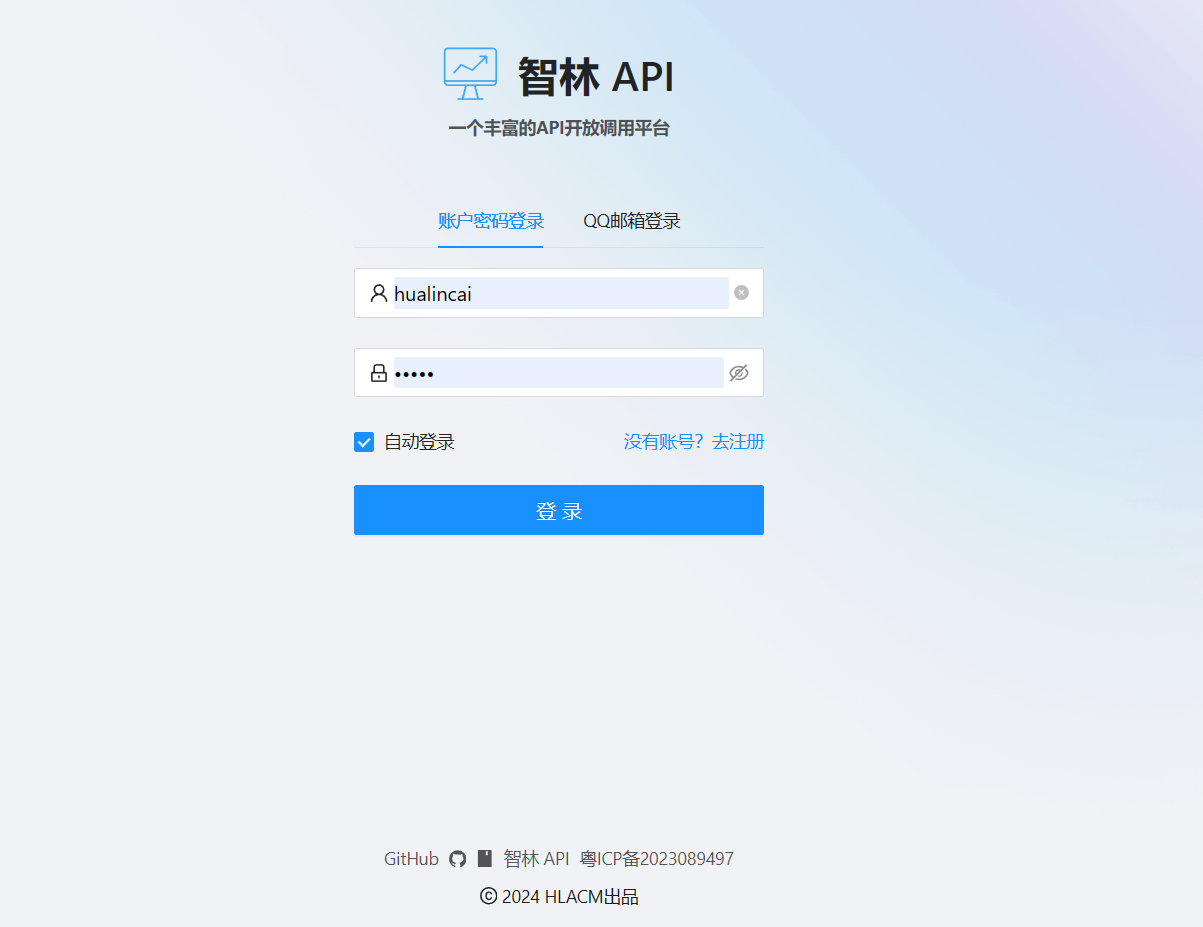 智林 API
一个丰富的API开放调用平台
账户密码登录 QQ邮箱登录
hualincai
•••••
自动登录 没有账号？去注册
登 录
GitHub 智林 API 粤ICP备2023089497
© 2024 HLACM出品